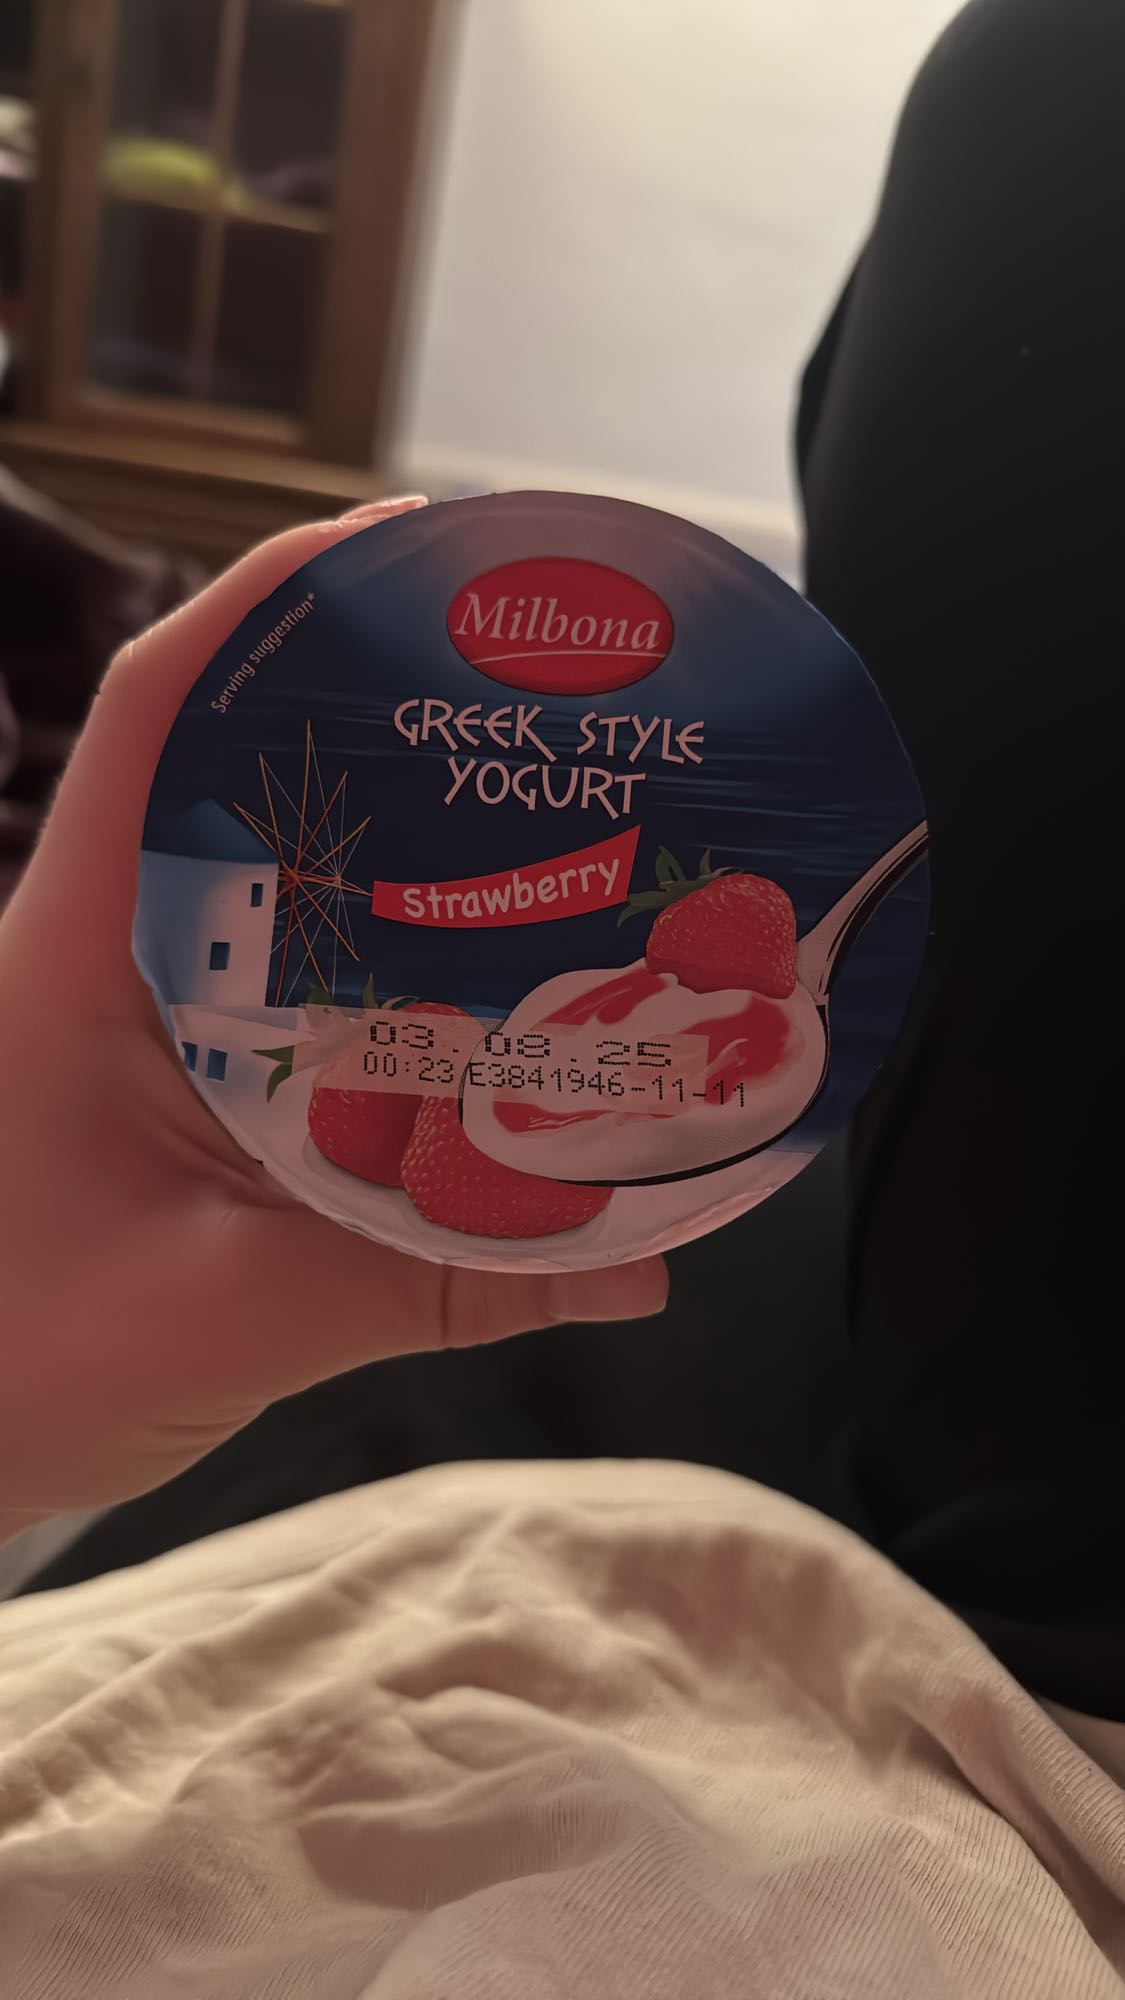 Milbona
Serving suggestion*
GREEK STYLE
YOGURT
Strawberry
03.08.25
00:23 E3841946-11-11